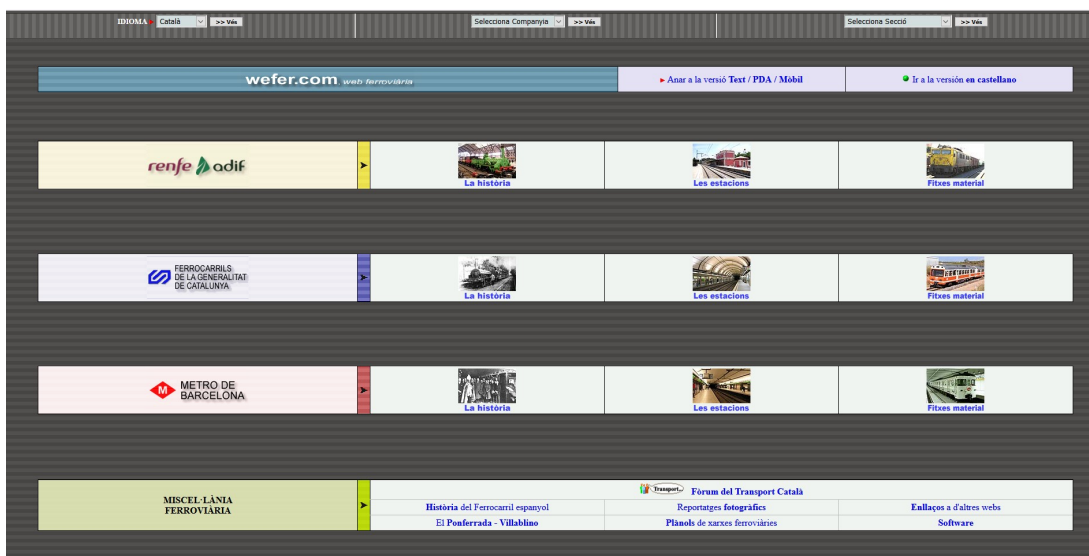 IDIOMA Català >> Vés Selecciona Companyia >> Vés Selecciona Secció >> Vés
wefer.com web ferroviària Anar a la versió Text / PDA / Mòbil Ir a la versión en castellano
renfe adif
La història Les estacions Fitxes material
FERROCARRILS
DE LA GENERALITAT
DE CATALUNYA
La història Les estacions Fitxes material
M METRO DE
BARCELONA
La història Les estacions Fitxes material
MISCEL·LÀNIA
FERROVIÀRIA
Transport Fòrum del Transport Català
Història del Ferrocarril espanyol Reportatges fotogràfics Enllaços a d'altres webs
El Ponferrada - Villablino Plànols de xarxes ferroviàries Software